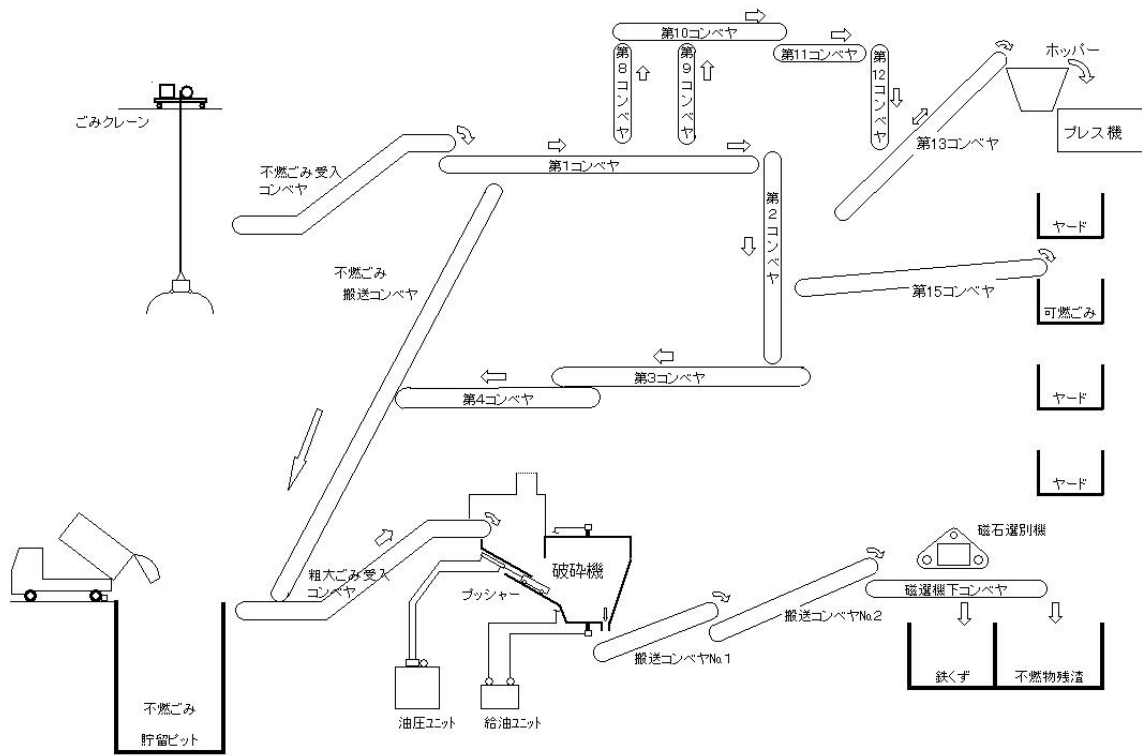 第10コンベヤ
第11コンベヤ
第8コンベヤ
第9コンベヤ
第12コンベヤ
ホッパー
プレス機
第13コンベヤ
ごみクレーン
不燃ごみ受入
コンベヤ
第1コンベヤ
第2コンベヤ
ヤード
不燃ごみ
搬送コンベヤ
第15コンベヤ
可燃ごみ
第3コンベヤ
第4コンベヤ
ヤード
ヤード
磁石選別機
粗大ごみ受入
コンベヤ
破砕機
プッシャー
磁選機下コンベヤ
搬送コンベヤNo.2
搬送コンベヤNo.1
鉄くず
不燃物残渣
不燃ごみ
貯留ピット
油圧ユニット
給油ユニット